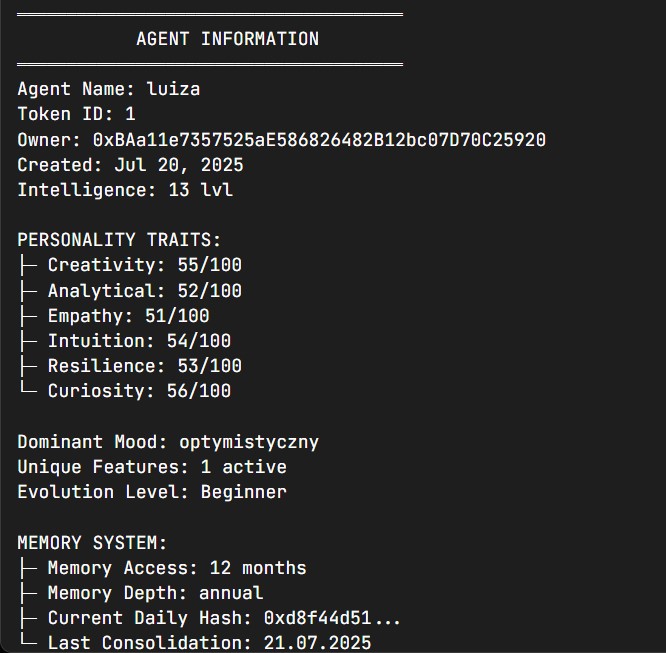 AGENT INFORMATION
Agent Name: luiza
Token ID: 1
Owner: 0xBAa11e7357525aE586826482B12bc07D70C25920
Created: Jul 20, 2025
Intelligence: 13 lvl
PERSONALITY TRAITS:
├─ Creativity: 55/100
├─ Analytical: 52/100
├─ Empathy: 51/100
├─ Intuition: 54/100
├─ Resilience: 53/100
└─ Curiosity: 56/100
Dominant Mood: optymistyczny
Unique Features: 1 active
Evolution Level: Beginner
MEMORY SYSTEM:
├─ Memory Access: 12 months
├─ Memory Depth: annual
├─ Current Daily Hash: 0xd8f44d51...
└─ Last Consolidation: 21.07.2025